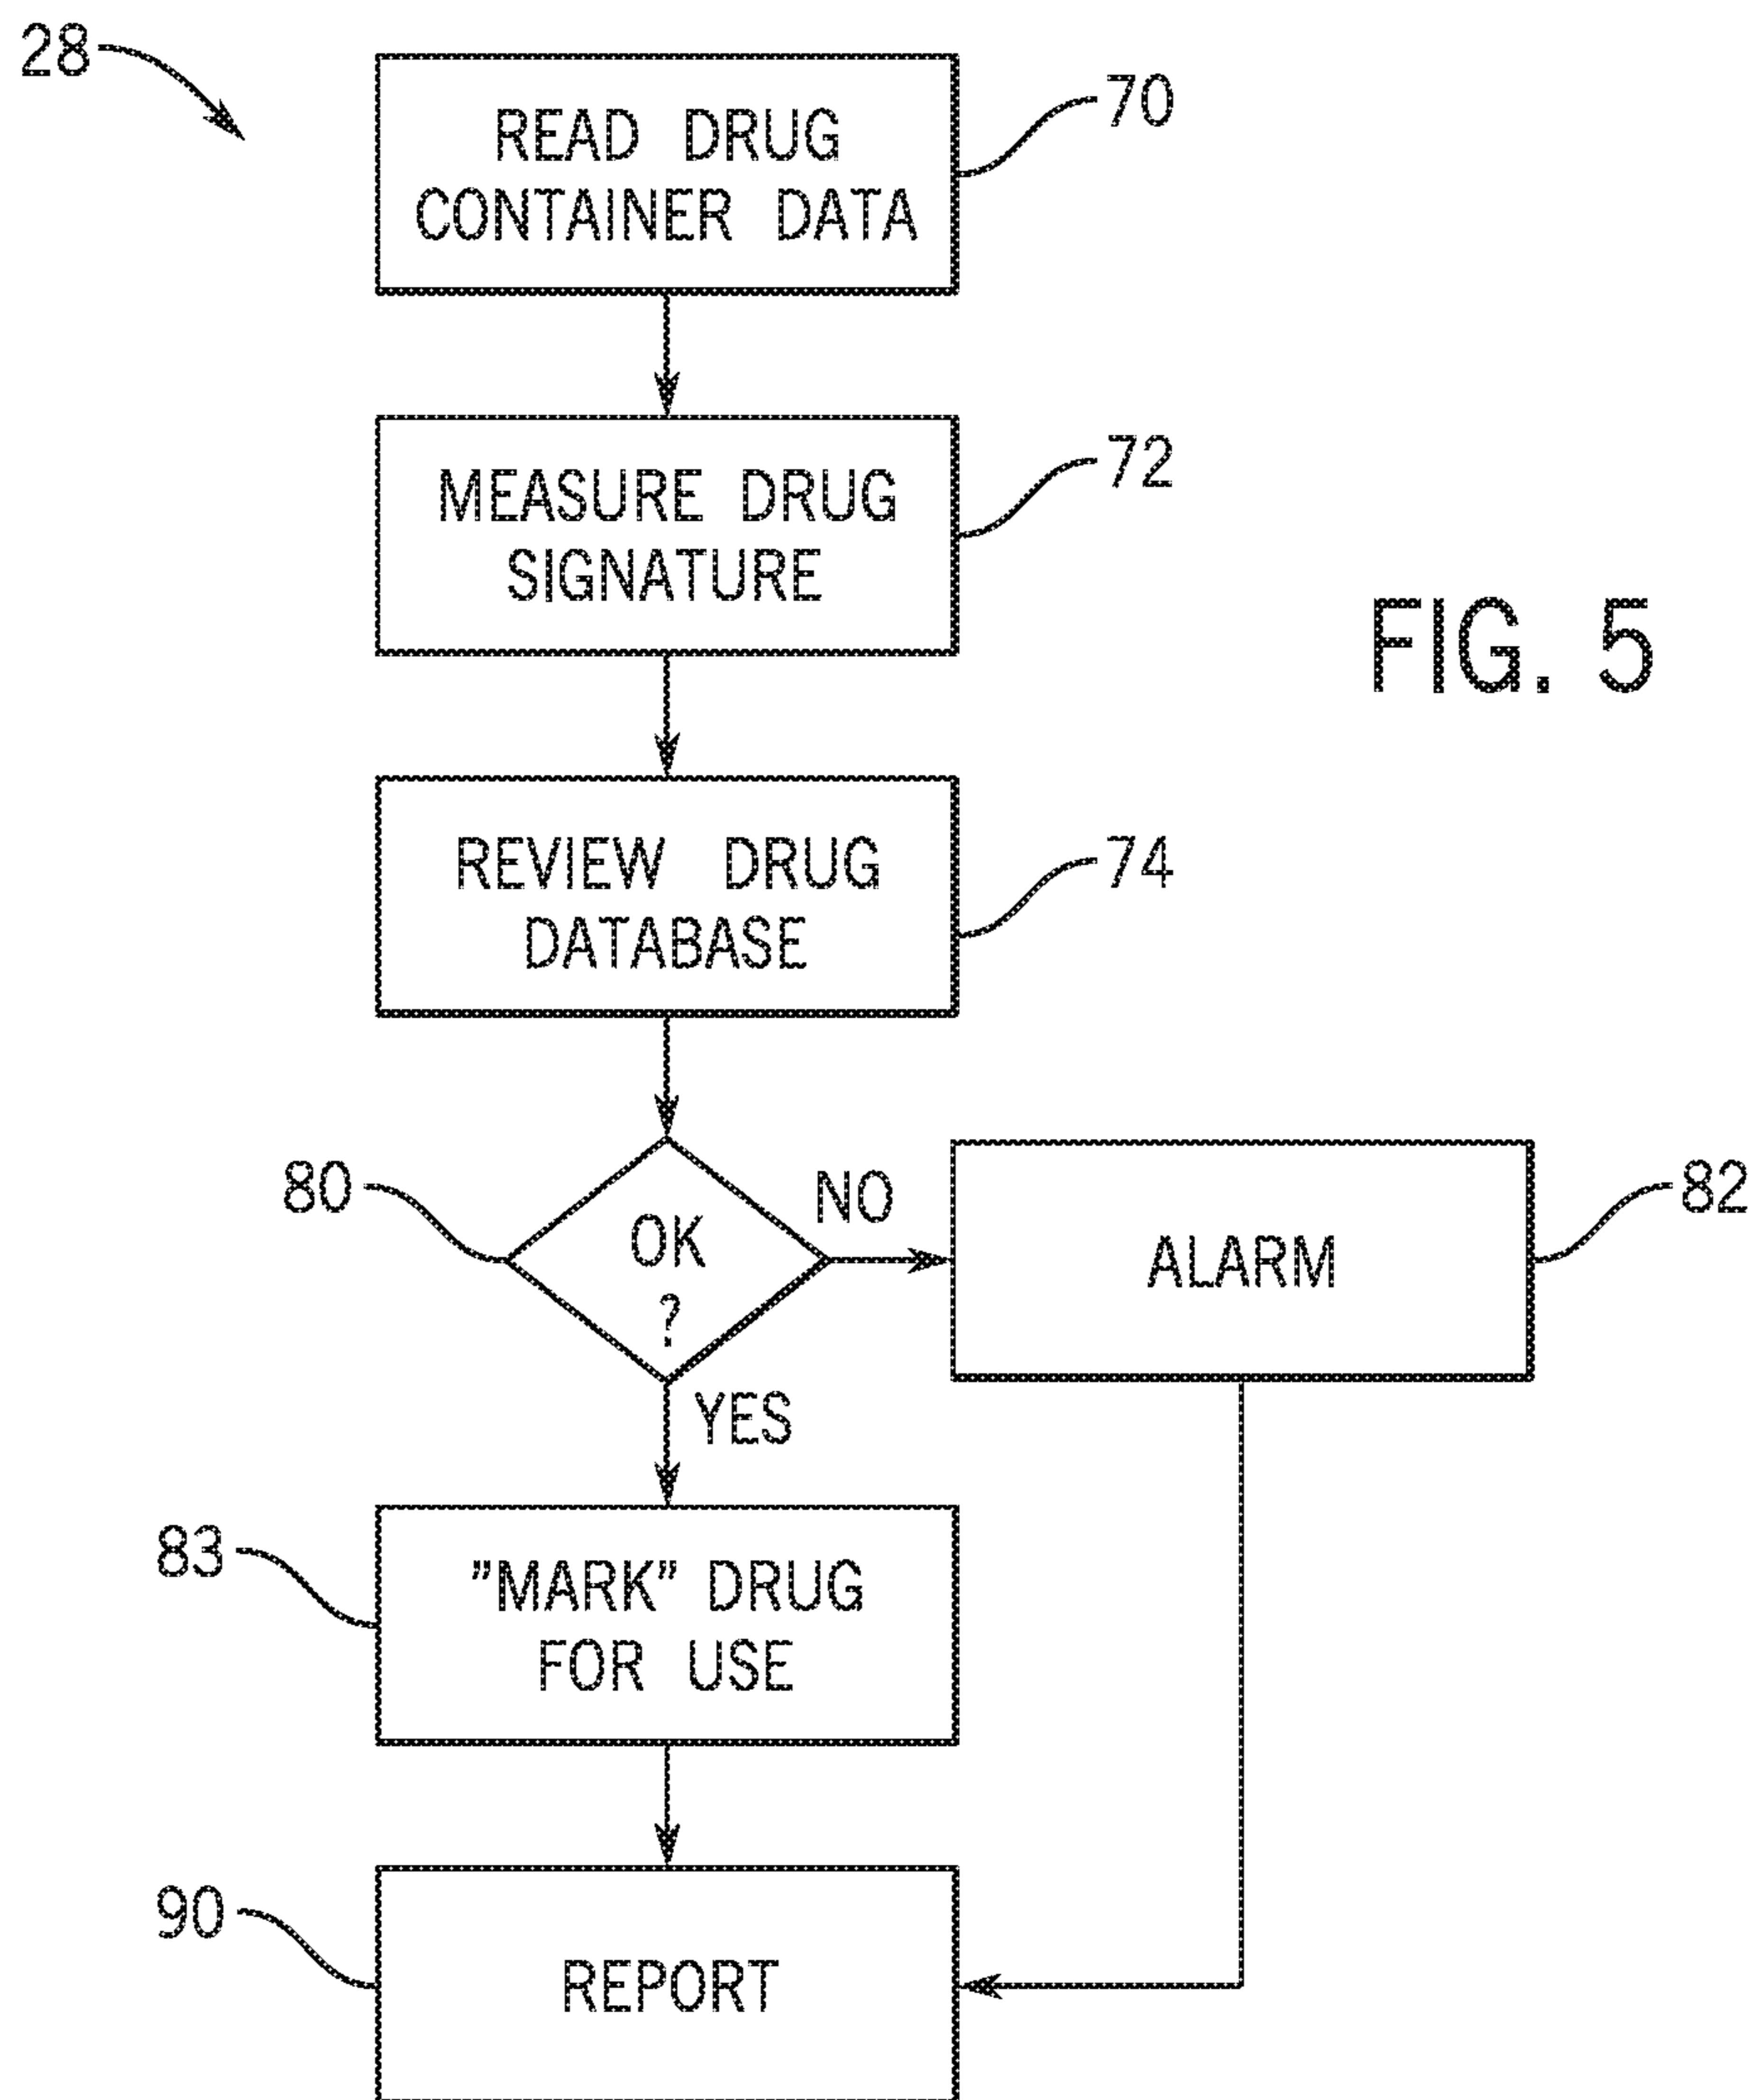 28
READ DRUG
CONTAINER DATA
70
MEASURE DRUG
SIGNATURE
72
FIG. 5
REVIEW DRUG
DATABASE
74
80
OK
?
NO
ALARM
82
YES
83
"MARK" DRUG
FOR USE
90
REPORT